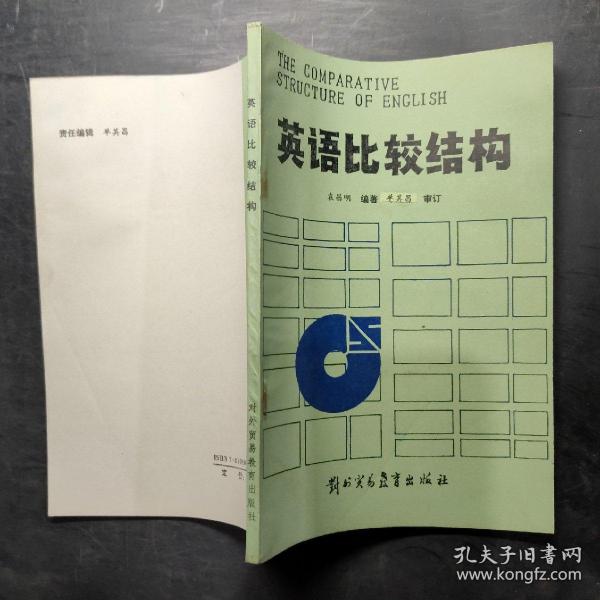 责任编辑 单其昌
THE COMPARATIVE
STRUCTURE OF ENGLISH
英语比较结构
袁昌明 编著 单其昌 审订
对外贸易教育出版社
英语比较结构
对外贸易教育出版社
孔夫子旧书网
www.kongfz.com